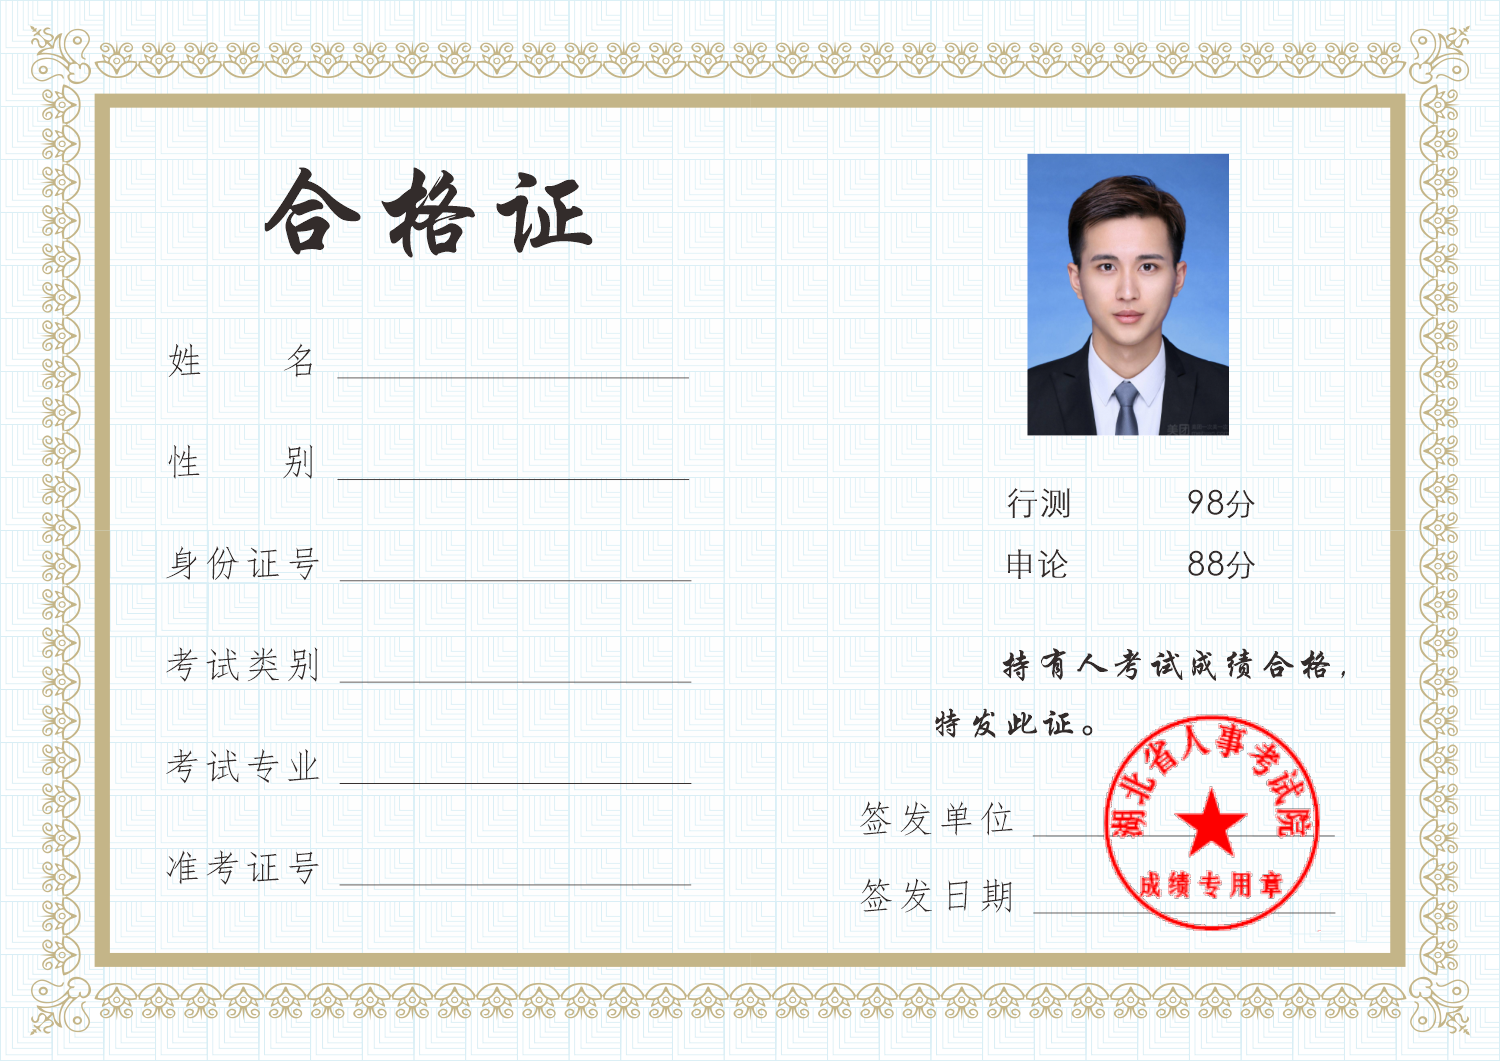 合格证
姓名
性别
身份证号
考试类别
考试专业
准考证号
美团
行测 98分
申论 88分
持有人考试成绩合格，
特发此证。
签发单位
签发日期
湖北省人事考试院
成绩专用章